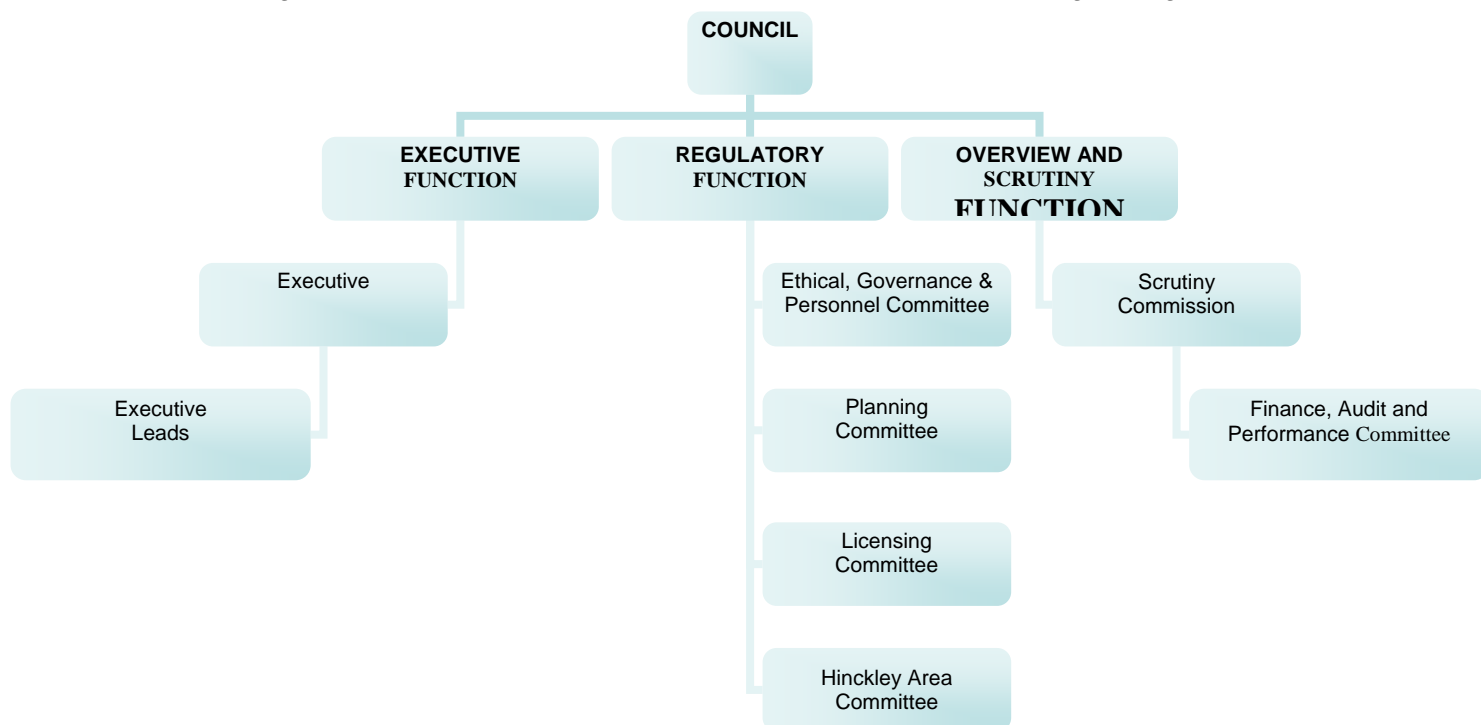 COUNCIL
EXECUTIVE
FUNCTION
REGULATORY
FUNCTION
OVERVIEW AND
SCRUTINY
FUNCTION
Executive
Ethical, Governance &
Personnel Committee
Scrutiny
Commission
Executive
Leads
Planning
Committee
Finance, Audit and
Performance Committee
Licensing
Committee
Hinckley Area
Committee